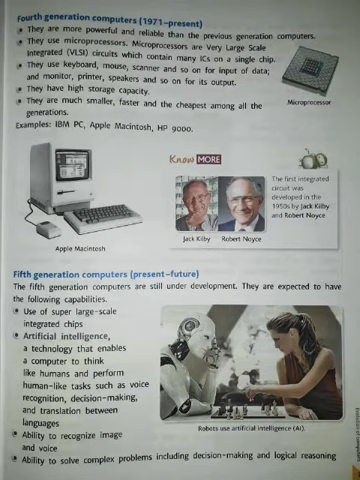 Fourth generation computers (1971–present)
They are more powerful and reliable than the previous generation computers.
They use microprocessors. Microprocessors are Very Large Scale
Integrated (VLSI) circuits which contain many ICs on a single chip.
They use keyboard, mouse, scanner and so on for input of data;
and monitor, printer, speakers and so on for its output.
They have high storage capacity.
They are much smaller, faster and the cheapest among all the
generations.
Microprocessor
Examples: IBM PC, Apple Macintosh, HP 9000.
Know MORE
The first integrated
circuit was
developed in the
1950s by Jack Kilby
and Robert Noyce.
Jack Kilby Robert Noyce
Apple Macintosh
Fifth generation computers (present–future)
The fifth generation computers are still under development. They are expected to have
the following capabilities.
Use of super large-scale
integrated chips
Artificial intelligence,
a technology that enables
a computer to think
like humans and perform
human-like tasks such as voice
recognition, decision-making,
and translation between
languages
Ability to recognize image
and voice
Ability to solve complex problems including decision-making and logical reasoning
Robots use artificial intelligence (AI).
Evolution of computers